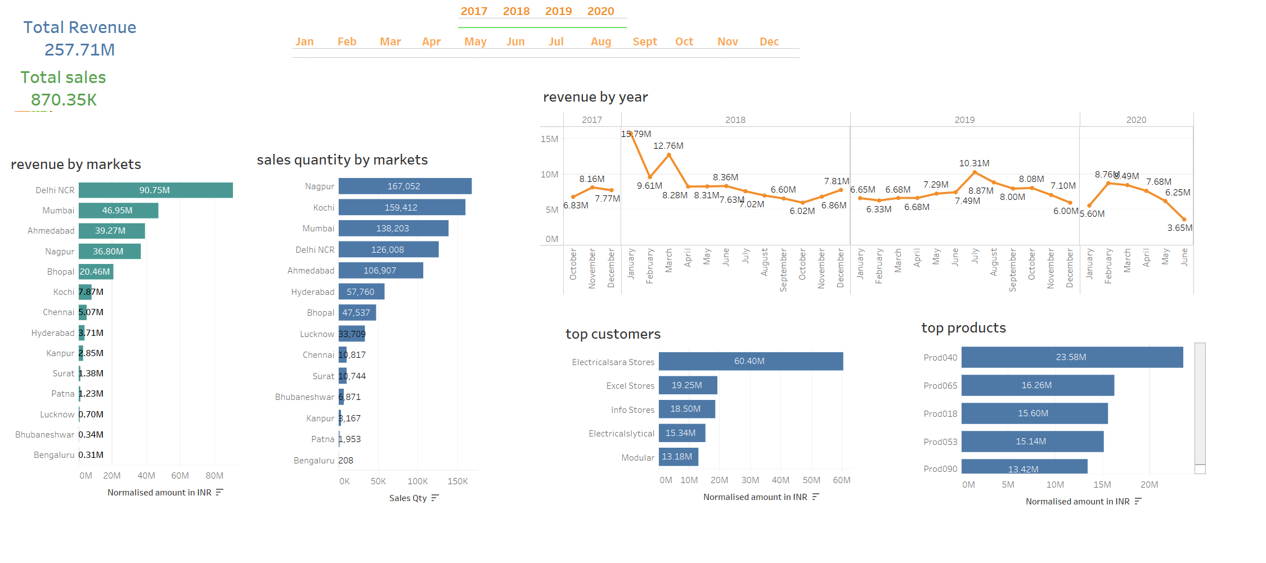 Total Revenue
257.71M
Total sales
870.35K
2017 2018 2019 2020
Jan Feb Mar Apr May Jun Jul Aug Sept Oct Nov Dec
revenue by year
2017 2018 2019 2020
15M
10M
5M
0M
6.83M 8.16M 7.77M 15.79M 9.61M 12.76M 8.28M 8.31M 8.36M 7.63M 7.02M 6.60M 6.02M 6.86M 7.81M 6.65M 6.33M 6.68M 6.68M 7.29M 7.49M 10.31M 8.87M 8.00M 8.08M 7.10M 6.00M 5.60M 8.76M 8.49M 7.68M 6.25M 3.65M
October November December January February March April May June July August September October November December January February March April May June July August September October November December January February March April May June
revenue by markets
Delhi NCR 90.75M
Mumbai 46.95M
Ahmedabad 39.27M
Nagpur 36.80M
Bhopal 20.46M
Kochi 7.87M
Chennai 5.07M
Hyderabad 3.71M
Kanpur 2.85M
Surat 1.38M
Patna 1.23M
Lucknow 0.70M
Bhubaneshwar 0.34M
Bengaluru 0.31M
0M 20M 40M 60M 80M
Normalised amount in INR
sales quantity by markets
Nagpur 167,052
Kochi 159,412
Mumbai 138,203
Delhi NCR 126,008
Ahmedabad 106,907
Hyderabad 57,760
Bhopal 47,537
Lucknow 33,709
Chennai 10,817
Surat 10,744
Bhubaneshwar 6,871
Kanpur 3,167
Patna 1,953
Bengaluru 208
0K 50K 100K 150K
Sales Qty
top customers
Electricalsara Stores 60.40M
Excel Stores 19.25M
Info Stores 18.50M
Electricalslytical 15.34M
Modular 13.18M
0M 10M 20M 30M 40M 50M 60M
Normalised amount in INR
top products
Prod040 23.58M
Prod065 16.26M
Prod018 15.60M
Prod053 15.14M
Prod090 13.42M
0M 5M 10M 15M 20M
Normalised amount in INR